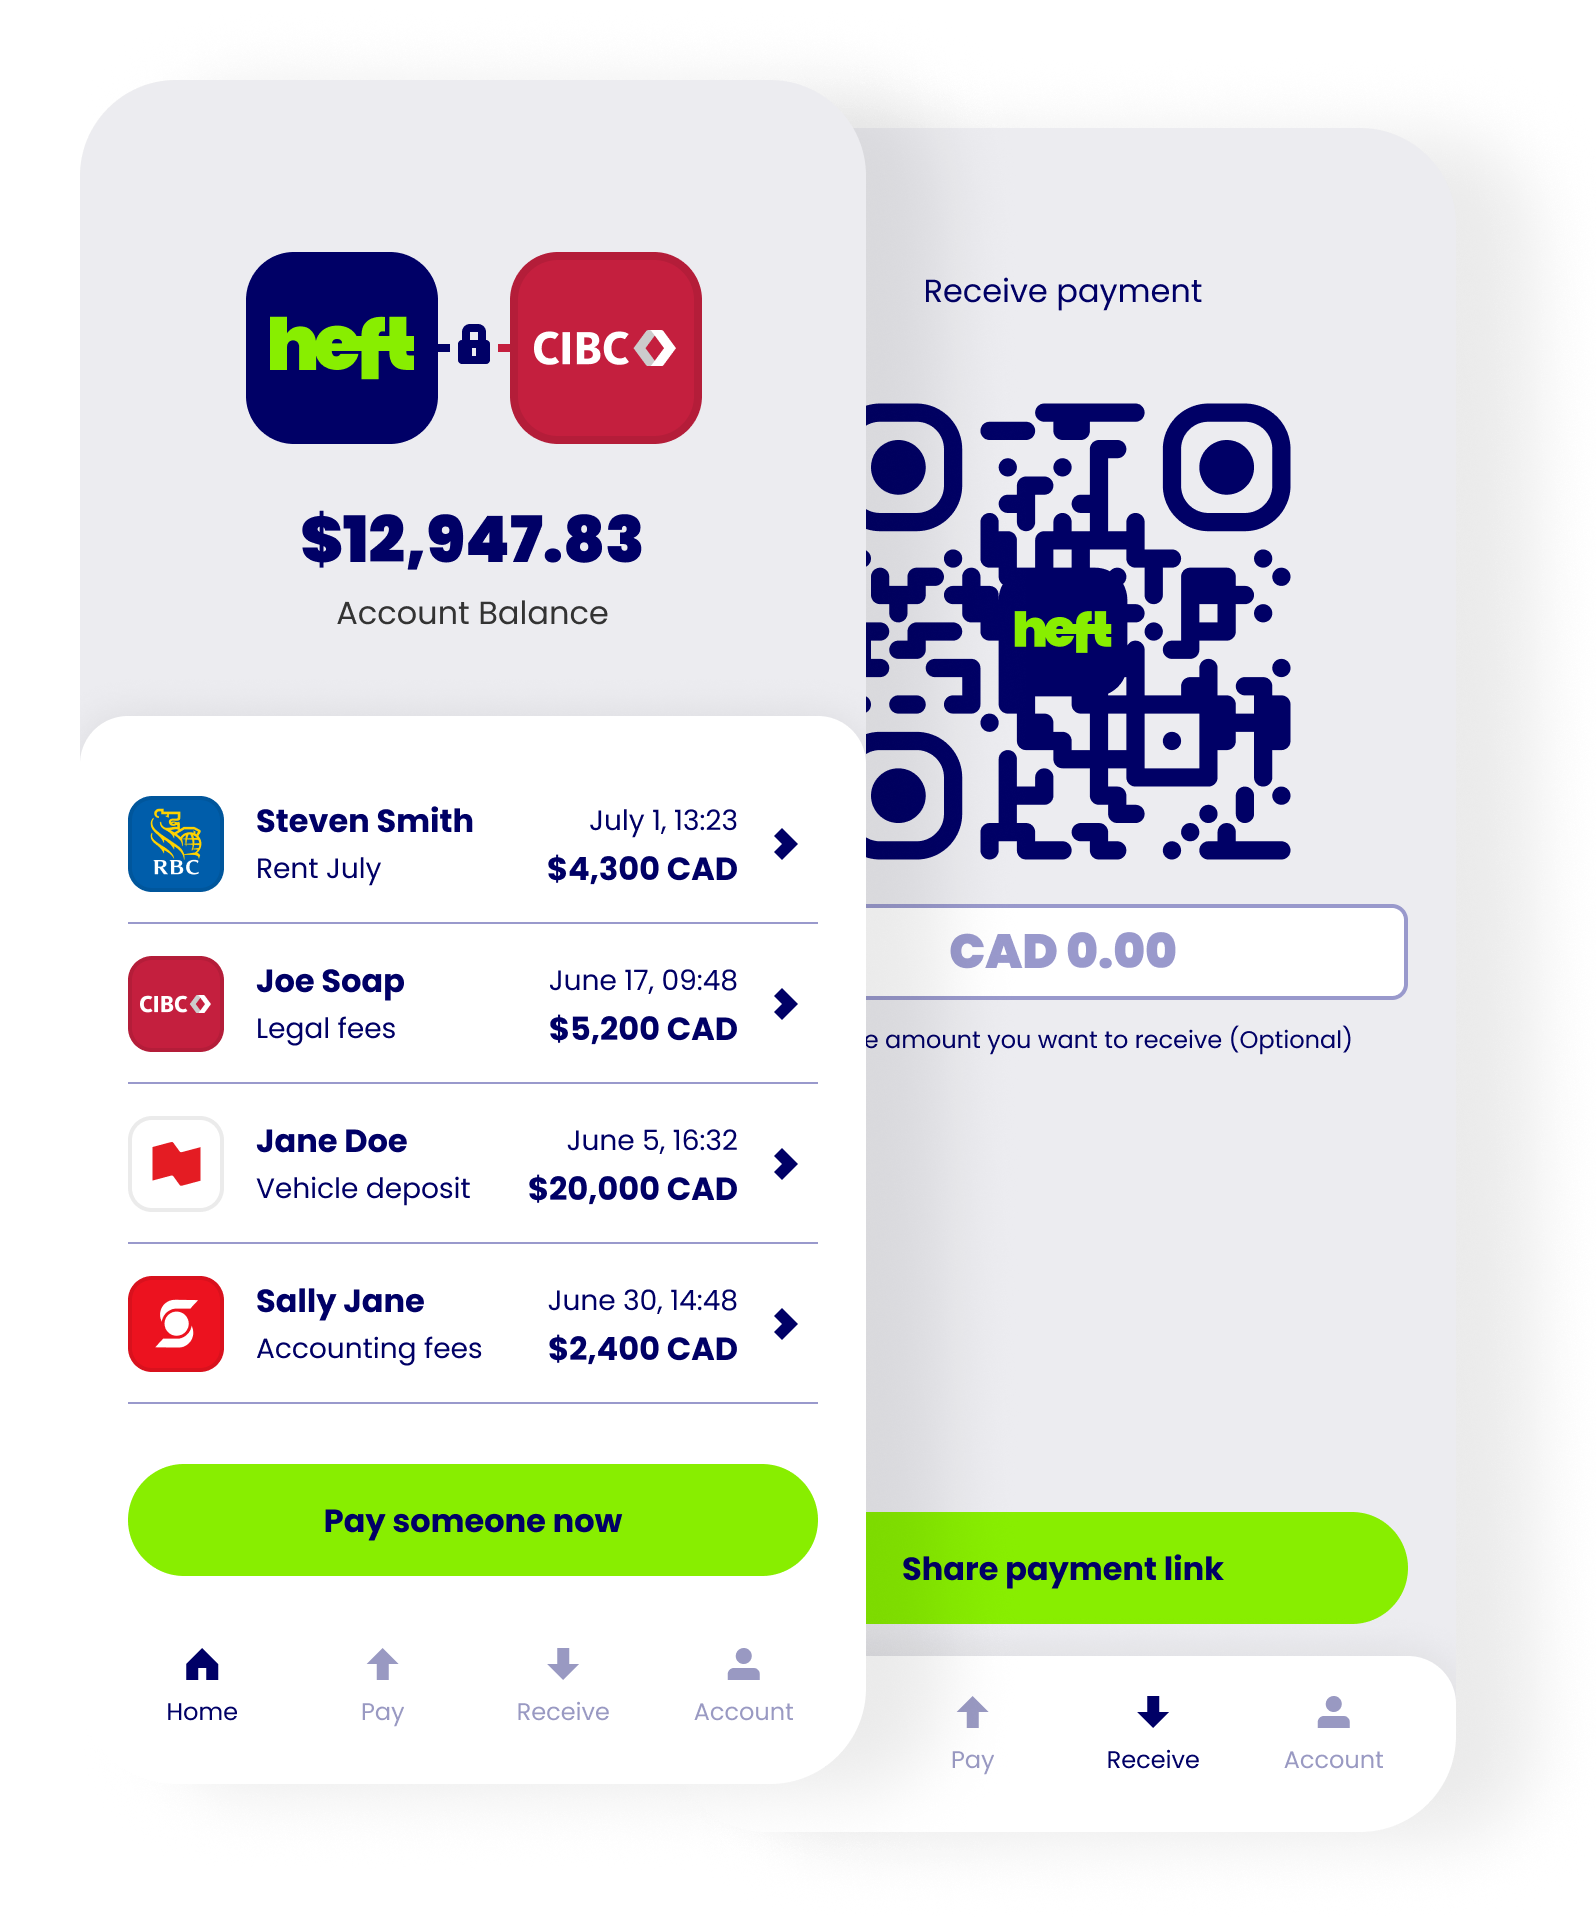 heft
CIBC
$12,947.83
Account Balance
RBC
Steven Smith
July 1, 13:23
Rent July
$4,300 CAD
CIBC
Joe Soap
June 17, 09:48
Legal fees
$5,200 CAD
Jane Doe
June 5, 16:32
Vehicle deposit
$20,000 CAD
Sally Jane
June 30, 14:48
Accounting fees
$2,400 CAD
Pay someone now
Home
Pay
Receive
Account
Receive payment
heft
CAD 0.00
amount you want to receive (Optional)
Share payment link
Pay
Receive
Account